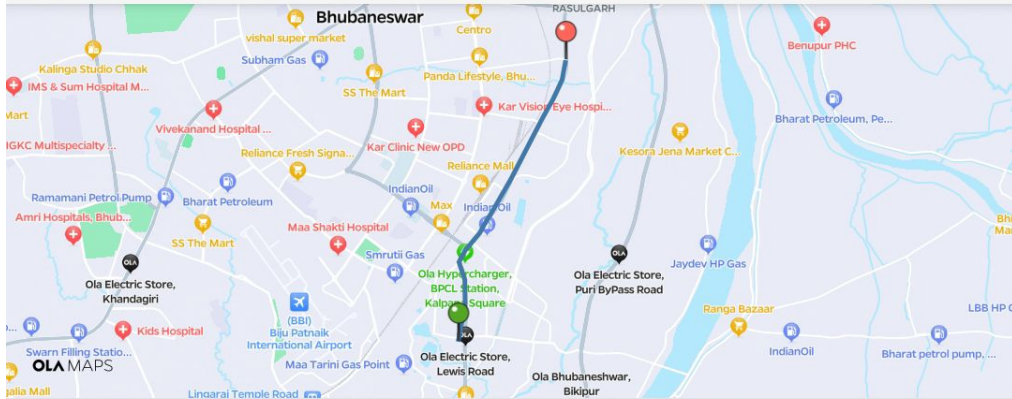 RASULGARH
Bhubaneswar
vishal super market
Centro
Benupur PHC
Subham Gas
Kalinga Studio Chhak
Panda Lifestyle, Bhu...
IMS & Sum Hospital M...
SS The Mart
Kar Vision Eye Hospi...
Mart
Bharat Petroleum, Pe...
Vivekanand Hospital ...
IGKC Multispecialty ...
Kar Clinic New OPD
Kesora Jena Market C...
Reliance Fresh Signa...
Reliance Mall
Ramamani Petrol Pump
IndianOil
Bharat Petroleum
Max
Indian Oil
Amri Hospitals, Bhub...
Maa Shakti Hospital
SS The Mart
Smrutii Gas
Jaydev HP Gas
Ola Electric Store,
Khandagiri
Ola Hypercharger,
BPCL Station,
Kalpana Square
Ola Electric Store,
Puri ByPass Road
Ranga Bazaar
LBB HP G
(BBI)
Biju Patnaik
International Airport
Kids Hospital
Swarn Filling Statio...
IndianOil
Bharat petrol pump, ...
Ola Electric Store,
Lewis Road
Maa Tarini Gas Point
OLA MAPS
Ola Bhubaneshwar,
Bikipur
galia Mall
Lingaraj Temple Road